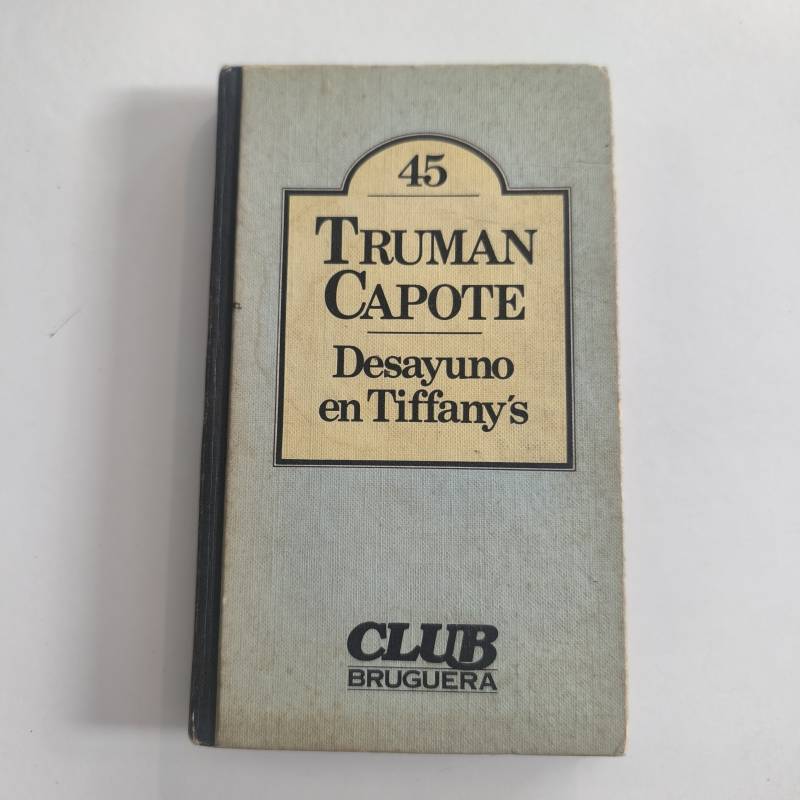 45
TRUMAN
CAPOTE
Desayuno
en Tiffany's
CLUB
BRUGUERA